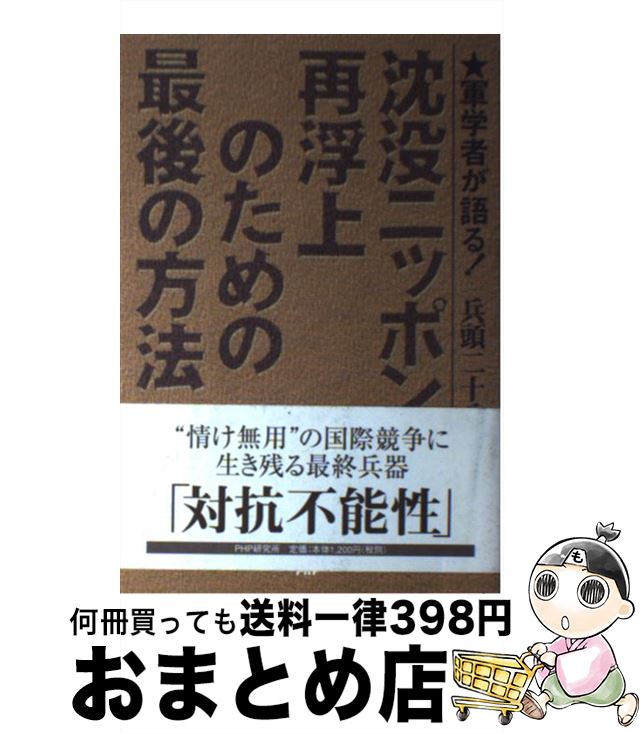 ★軍学者が語る! 兵頭二十
沈没ニッポン
再浮上
のための
最後の方法
“情け無用”の国際競争に
生き残る最終兵器
「対抗不能性」
PHP研究所 定価:本体1,200円(税別)
PHP
も
何冊買っても送料一律398円
おまとめ店